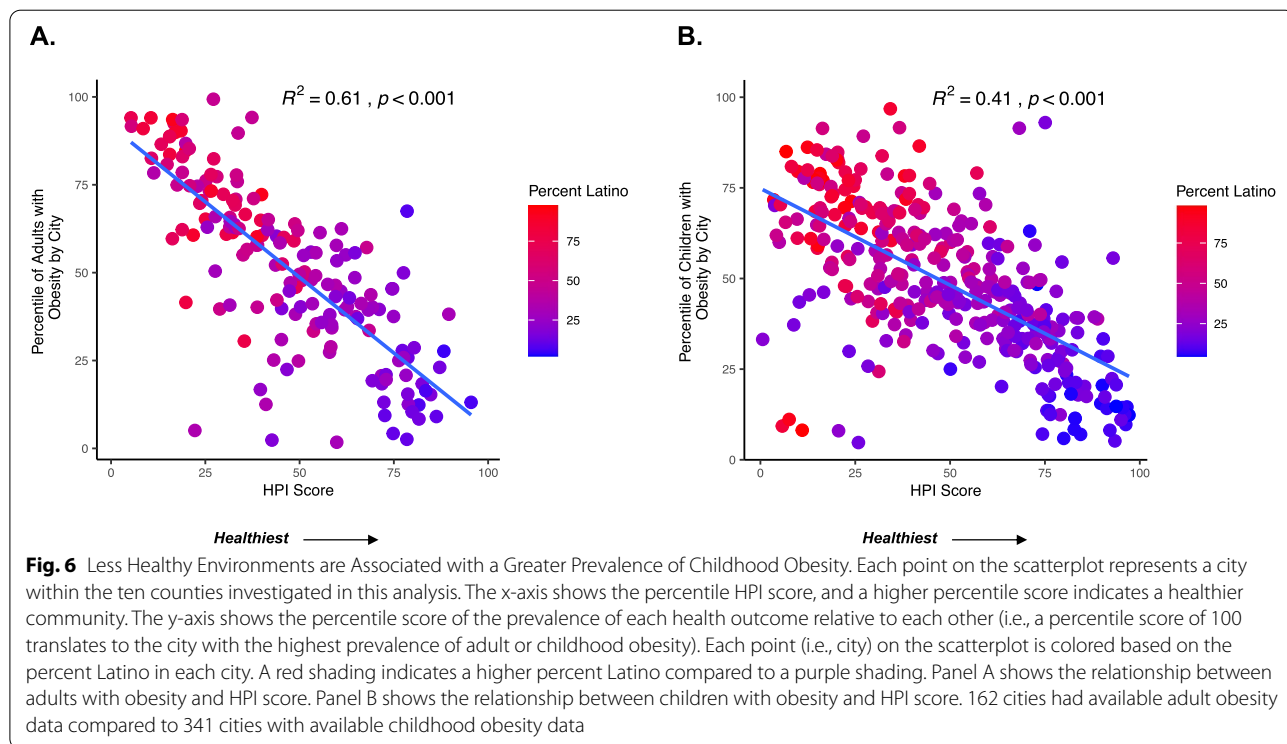 A.
B.
R² = 0.61 , p < 0.001
R² = 0.41 , p < 0.001
Percentile of Adults with
Obesity by City
100
75
50
25
0
0
25
50
75
100
HPI Score
Percent Latino
75
50
25
Percentile of Children with
Obesity by City
100
75
50
25
0
0
25
50
75
100
HPI Score
Percent Latino
75
50
25
Healthiest
Healthiest
Fig. 6 Less Healthy Environments are Associated with a Greater Prevalence of Childhood Obesity. Each point on the scatterplot represents a city
within the ten counties investigated in this analysis. The x-axis shows the percentile HPI score, and a higher percentile score indicates a healthier
community. The y-axis shows the percentile score of the prevalence of each health outcome relative to each other (i.e., a percentile score of 100
translates to the city with the highest prevalence of adult or childhood obesity). Each point (i.e., city) on the scatterplot is colored based on the
percent Latino in each city. A red shading indicates a higher percent Latino compared to a purple shading. Panel A shows the relationship between
adults with obesity and HPI score. Panel B shows the relationship between children with obesity and HPI score. 162 cities had available adult obesity
data compared to 341 cities with available childhood obesity data